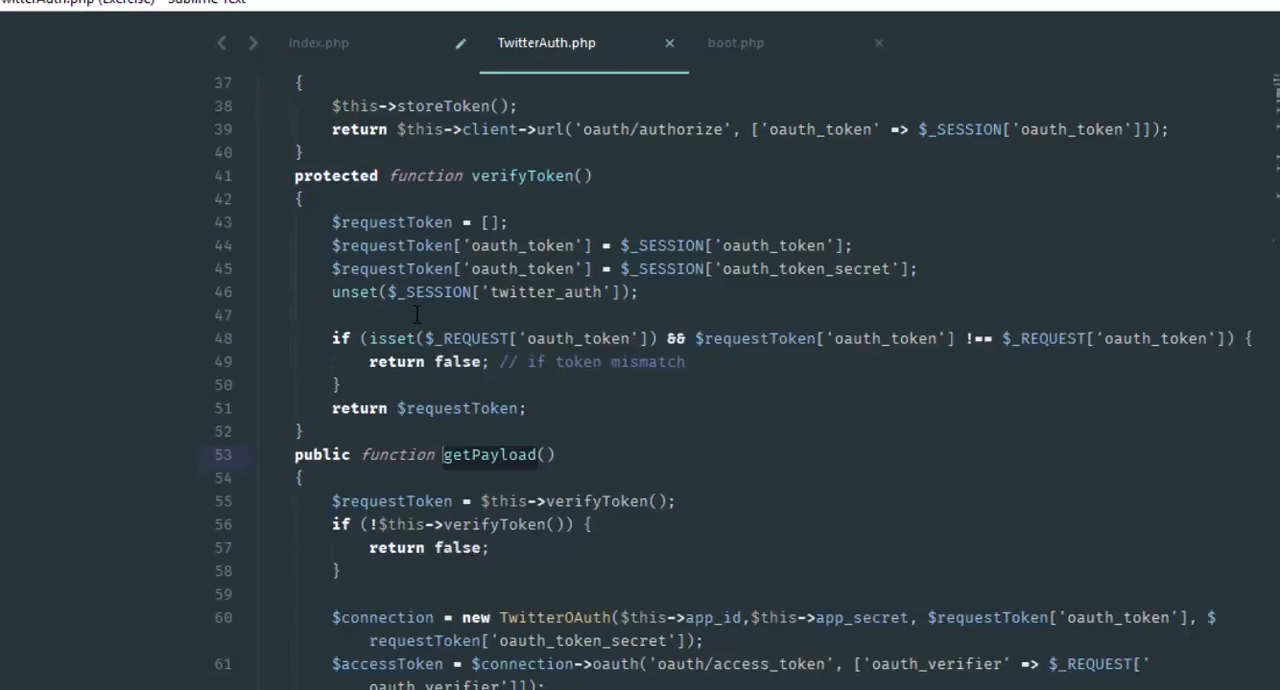 TwitterAuth.php (Exercise) - Sublime Text
index.php TwitterAuth.php boot.php
37 {
38 $this->storeToken();
39 return $this->client->url('oauth/authorize', ['oauth_token' => $_SESSION['oauth_token']]);
40 }
41 protected function verifyToken()
42 {
43 $requestToken = [];
44 $requestToken['oauth_token'] = $_SESSION['oauth_token'];
45 $requestToken['oauth_token'] = $_SESSION['oauth_token_secret'];
46 unset($_SESSION['twitter_auth']);
47
48 if (isset($_REQUEST['oauth_token']) && $requestToken['oauth_token'] !== $_REQUEST['oauth_token']) {
49 return false; // if token mismatch
50 }
51 return $requestToken;
52 }
53 public function getPayload()
54 {
55 $requestToken = $this->verifyToken();
56 if (!$this->verifyToken()) {
57 return false;
58 }
59
60 $connection = new TwitterOAuth($this->app_id,$this->app_secret, $requestToken['oauth_token'], $
requestToken['oauth_token_secret']);
61 $accessToken = $connection->oauth('oauth/access_token', ['oauth_verifier' => $_REQUEST['
oauth_verifier']]);